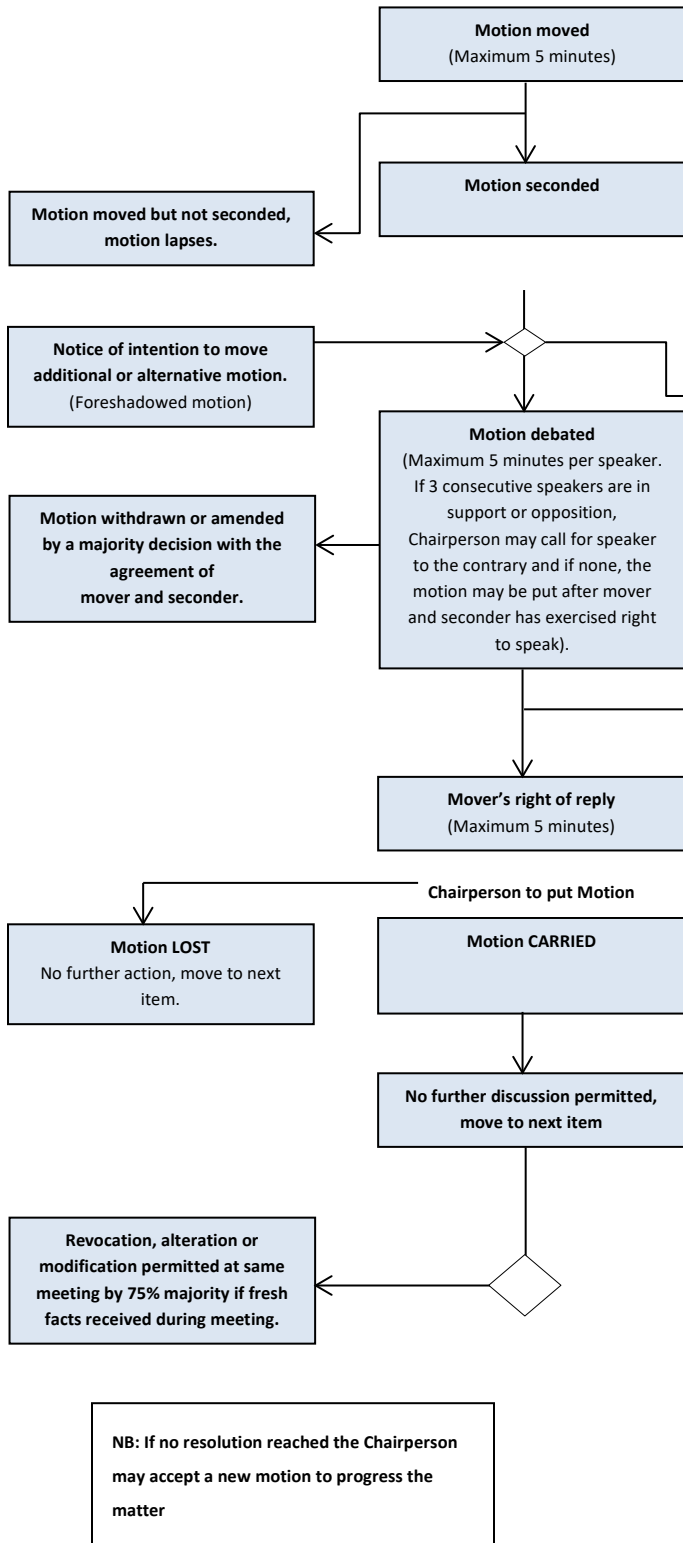 Motion moved
(Maximum 5 minutes)
Motion seconded
Motion moved but not seconded,
motion lapses.
Notice of intention to move
additional or alternative motion.
(Foreshadowed motion)
Motion debated
(Maximum 5 minutes per speaker.
If 3 consecutive speakers are in
support or opposition,
Chairperson may call for speaker
to the contrary and if none, the
motion may be put after mover
and seconder has exercised right
to speak).
Motion withdrawn or amended
by a majority decision with the
agreement of
mover and seconder.
Mover’s right of reply
(Maximum 5 minutes)
Chairperson to put Motion
Motion LOST
No further action, move to next
item.
Motion CARRIED
No further discussion permitted,
move to next item
Revocation, alteration or
modification permitted at same
meeting by 75% majority if fresh
facts received during meeting.
NB: If no resolution reached the Chairperson
may accept a new motion to progress the
matter